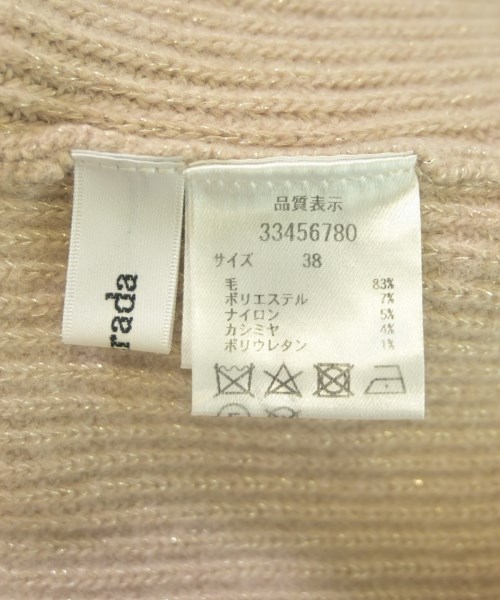 rada
品質表示
33456780
サイズ 38
毛 83%
ポリエステル 7%
ナイロン 5%
カシミヤ 4%
ポリウレタン 1%